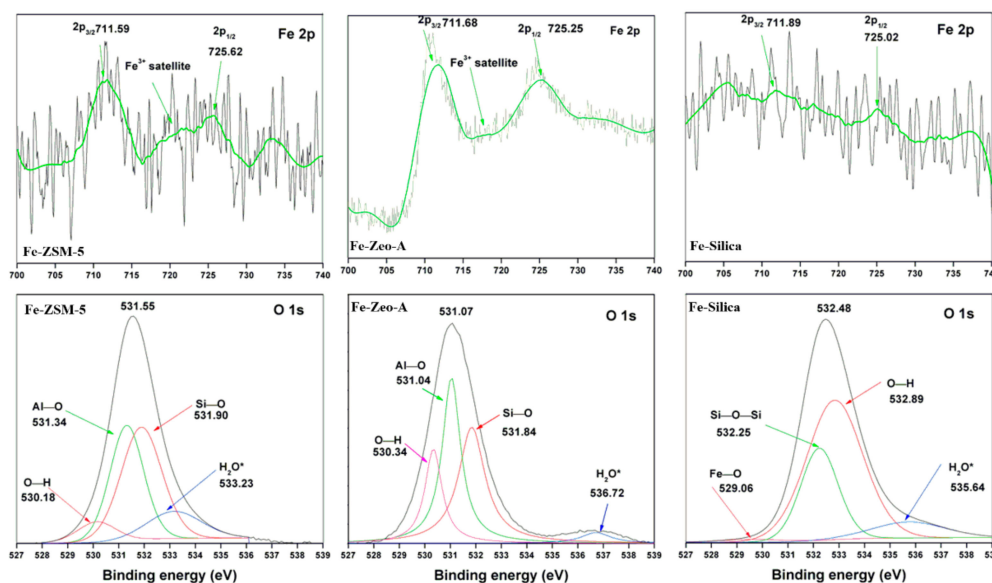 2p3/2 711.59
2p1/2
725.62
Fe 2p
Fe3+ satellite
Fe-ZSM-5
700 705 710 715 720 725 730 735 740
2p3/2 711.68
2p1/2 725.25
Fe 2p
Fe3+ satellite
Fe-Zeo-A
700 705 710 715 720 725 730 735 740
2p3/2 711.89
2p1/2
725.02
Fe 2p
Fe-Silica
700 705 710 715 720 725 730 735 740
Fe-ZSM-5
531.55
O 1s
Al—O
531.34
Si—O
531.90
O—H
530.18
H2O*
533.23
527 528 529 530 531 532 533 534 535 536 537 538 539
Binding energy (eV)
Fe-Zeo-A
531.07
O 1s
Al—O
531.04
Si—O
531.84
O—H
530.34
H2O*
536.72
527 528 529 530 531 532 533 534 535 536 537 538 539
Binding energy (eV)
Fe-Silica
532.48
O 1s
O—H
532.89
Si—O—Si
532.25
Fe—O
529.06
H2O*
535.64
527 528 529 530 531 532 533 534 535 536 537 538 539
Binding energy (eV)